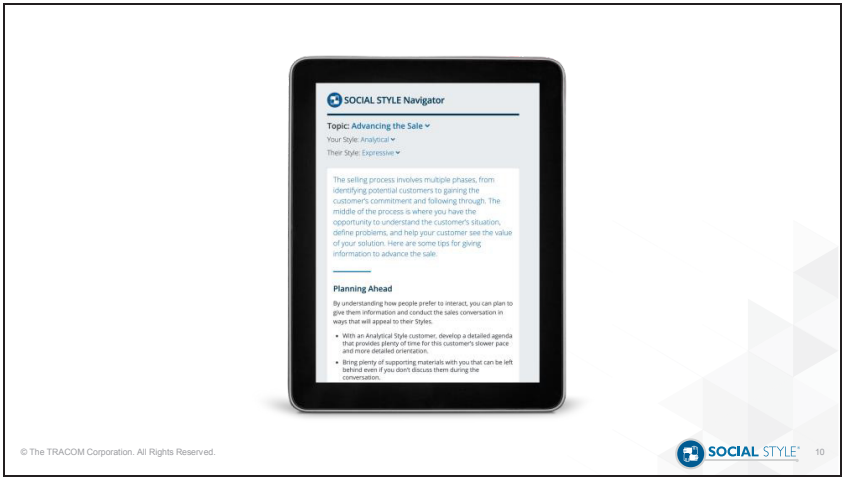 SOCIAL STYLE Navigator
Topic: Advancing the Sale
Your Style: Analytical
Their Style: Expressive
The selling process involves multiple phases, from
identifying potential customers to gaining the
customer's commitment and following through. The
middle of the process is where you have the
opportunity to understand the customer's situation,
define problems, and help your customer see the value
of your solution. Here are some tips for giving
information to advance the sale.
Planning Ahead
By understanding how people prefer to interact, you can plan to
give them information and conduct the sales conversation in
ways that will appeal to their Styles.
• With an Analytical Style customer, develop a detailed agenda
that provides plenty of time for this customer's slower pace
and more detailed orientation.
• Bring plenty of supporting materials with you that can be left
behind even if you don't discuss them during the
conversation.
© The TRACOM Corporation. All Rights Reserved.
SOCIAL STYLE®
10